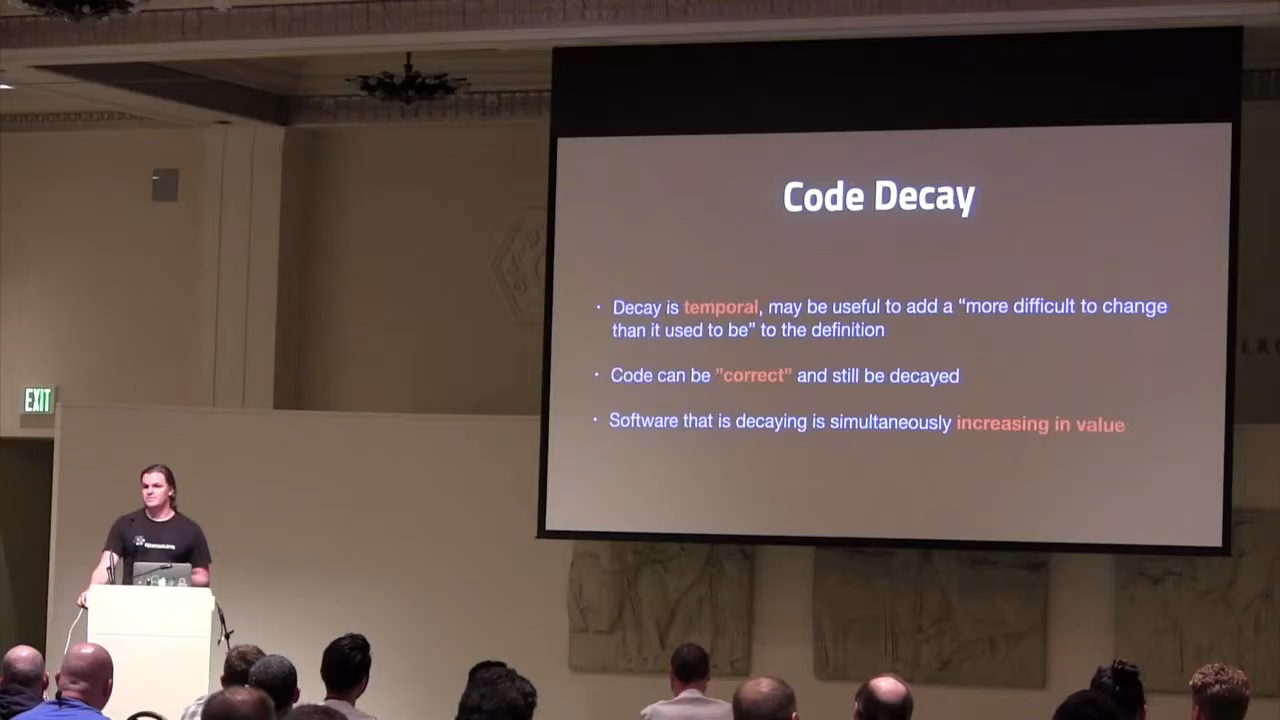 Code Decay
· Decay is temporal, may be useful to add a “more difficult to change
than it used to be” to the definition
· Code can be ”correct” and still be decayed
· Software that is decaying is simultaneously increasing in value
EXIT